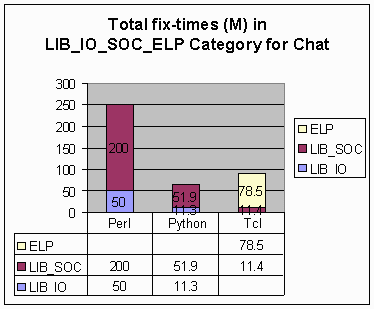 Total fix-times (M) in
LIB_IO_SOC_ELP Category for Chat
300
250
200
150
100
50
0
200
50
51.9
11.3
78.5
11.4
ELP
LIB_SOC
LIB_IO
Perl Python Tcl
ELP 78.5
LIB_SOC 200 51.9 11.4
LIB_IO 50 11.3